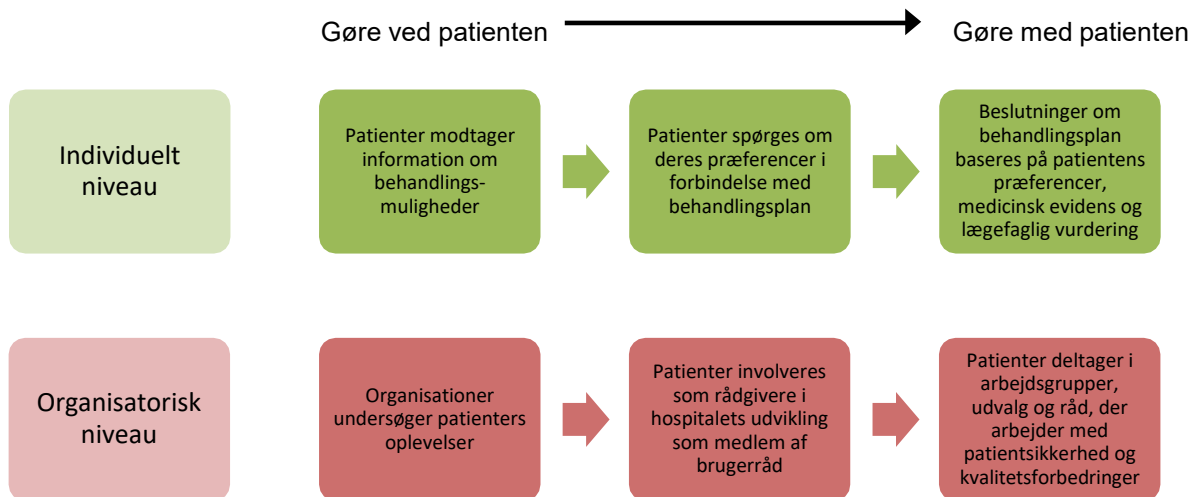 Gøre ved patienten
Gøre med patienten
Individuelt
niveau
Patienter modtager
information om
behandlings-
muligheder
Patienter spørges om
deres præferencer i
forbindelse med
behandlingsplan
Beslutninger om
behandlingsplan
baseres på patientens
præferencer,
medicinsk evidens og
lægefaglig vurdering
Organisatorisk
niveau
Organisationer
undersøger patienters
oplevelser
Patienter involveres
som rådgivere i
hospitalets udvikling
som medlem af
brugerråd
Patienter deltager i
arbejdsgrupper,
udvalg og råd, der
arbejder med
patientsikkerhed og
kvalitetsforbedringer